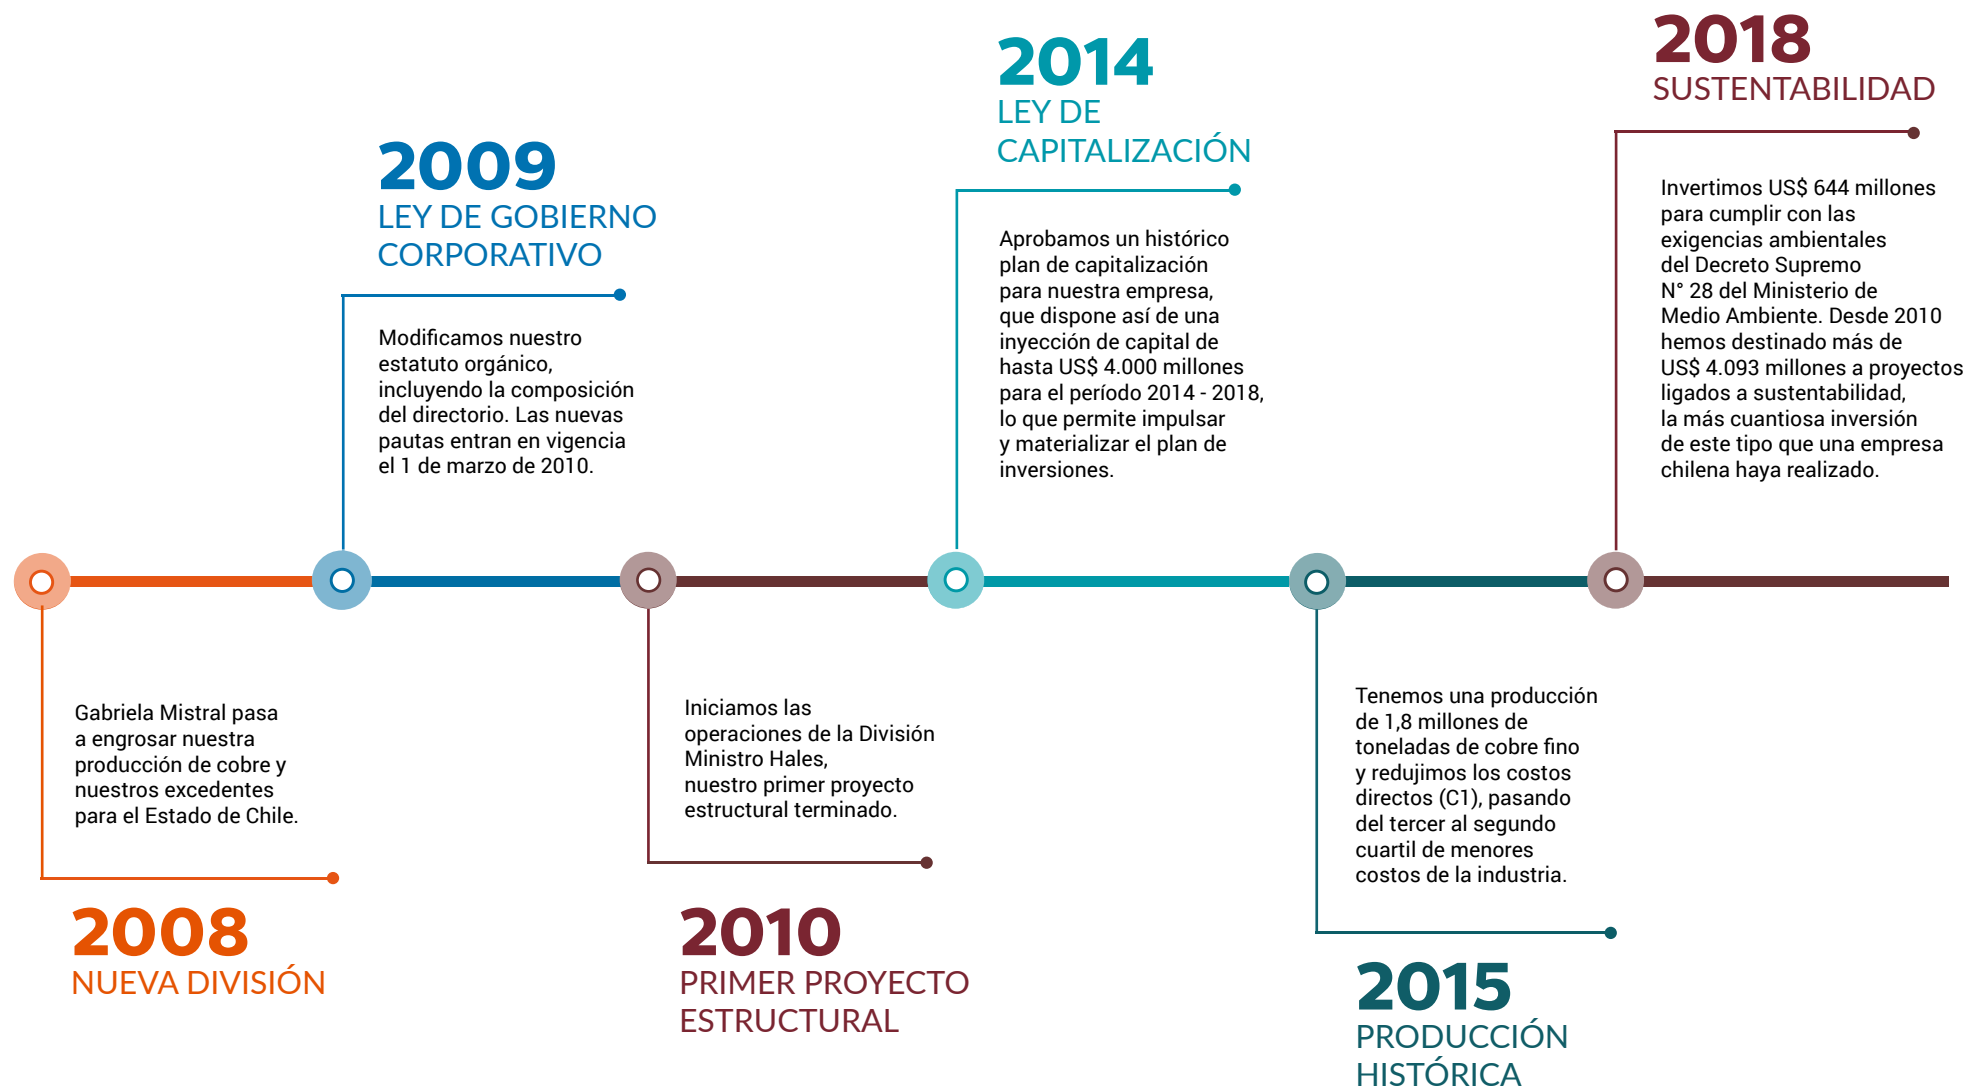 Gabriela Mistral pasa
a engrosar nuestra
producción de cobre y
nuestros excedentes
para el Estado de Chile.
2008
NUEVA DIVISIÓN
2009
LEY DE GOBIERNO
CORPORATIVO
Modificamos nuestro
estatuto orgánico,
incluyendo la composición
del directorio. Las nuevas
pautas entran en vigencia
el 1 de marzo de 2010.
Iniciamos las
operaciones de la División
Ministro Hales,
nuestro primer proyecto
estructural terminado.
2010
PRIMER PROYECTO
ESTRUCTURAL
2014
LEY DE
CAPITALIZACIÓN
Aprobamos un histórico
plan de capitalización
para nuestra empresa,
que dispone así de una
inyección de capital de
hasta US$ 4.000 millones
para el período 2014 - 2018,
lo que permite impulsar
y materializar el plan de
inversiones.
Tenemos una producción
de 1,8 millones de
toneladas de cobre fino
y redujimos los costos
directos (C1), pasando
del tercer al segundo
cuartil de menores
costos de la industria.
2015
PRODUCCIÓN
HISTÓRICA
2018
SUSTENTABILIDAD
Invertimos US$ 644 millones
para cumplir con las
exigencias ambientales
del Decreto Supremo
N° 28 del Ministerio de
Medio Ambiente. Desde 2010
hemos destinado más de
US$ 4.093 millones a proyectos
ligados a sustentabilidad,
la más cuantiosa inversión
de este tipo que una empresa
chilena haya realizado.